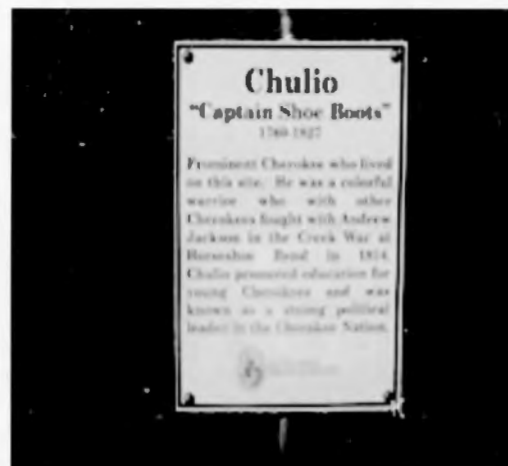 Chulio
"Captain Shoe Boots"
1760-1827
Prominent Cherokee who lived
on this site. He was a colorful
warrior who with other
Cherokees fought with Andrew
Jackson in the Creek War at
Horseshoe Bend in 1814.
Chulio promoted education for
young Cherokees and was
known as a strong political
leader in the Cherokee Nation.